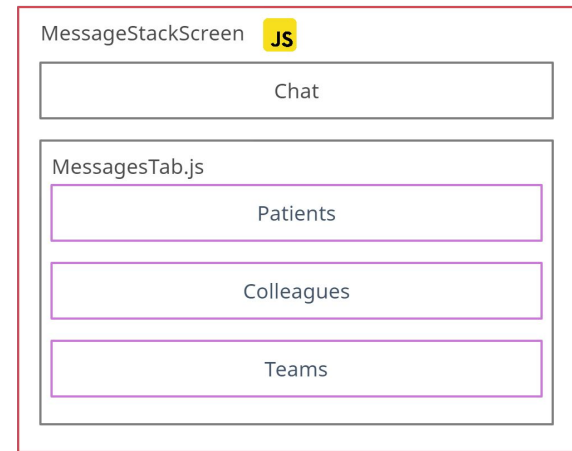 MessageStackScreen JS
Chat
MessagesTab.js
Patients
Colleagues
Teams